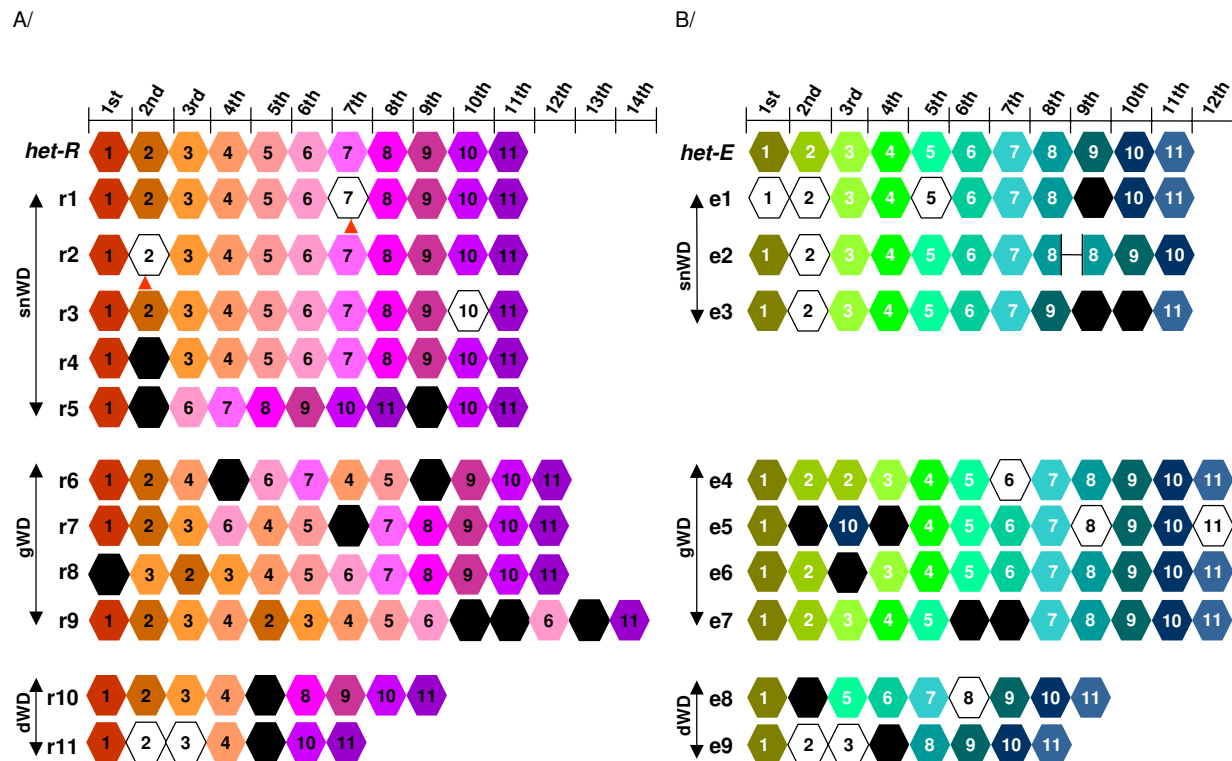 A/
B/
1st 2nd 3rd 4th 5th 6th 7th 8th 9th 10th 11th 12th 13th 14th
1st 2nd 3rd 4th 5th 6th 7th 8th 9th 10th 11th 12th
het-R 1 2 3 4 5 6 7 8 9 10 11
het-E 1 2 3 4 5 6 7 8 9 10 11
snWD
r1 1 2 3 4 5 6 7 8 9 10 11
r2 1 2 3 4 5 6 7 8 9 10 11
r3 1 2 3 4 5 6 7 8 9 10 11
r4 1 3 4 5 6 7 8 9 10 11
r5 1 6 7 8 9 10 11 10 11
snWD
e1 1 2 3 4 5 6 7 8 10 11
e2 1 2 3 4 5 6 7 8 8 9 10
e3 1 2 3 4 5 6 7 9 11
gWD
r6 1 2 4 6 7 4 5 9 10 11
r7 1 2 3 6 4 5 7 8 9 10 11
r8 3 2 3 4 5 6 7 8 9 10 11
r9 1 2 3 4 2 3 4 5 6 6 11
gWD
e4 1 2 2 3 4 5 6 7 8 9 10 11
e5 1 10 4 5 6 7 8 9 10 11
e6 1 2 3 4 5 6 7 8 9 10 11
e7 1 2 3 4 5 7 8 9 10 11
dWD
r10 1 2 3 4 8 9 10 11
r11 1 2 3 4 10 11
dWD
e8 1 5 6 7 8 9 10 11
e9 1 2 3 8 9 10 11